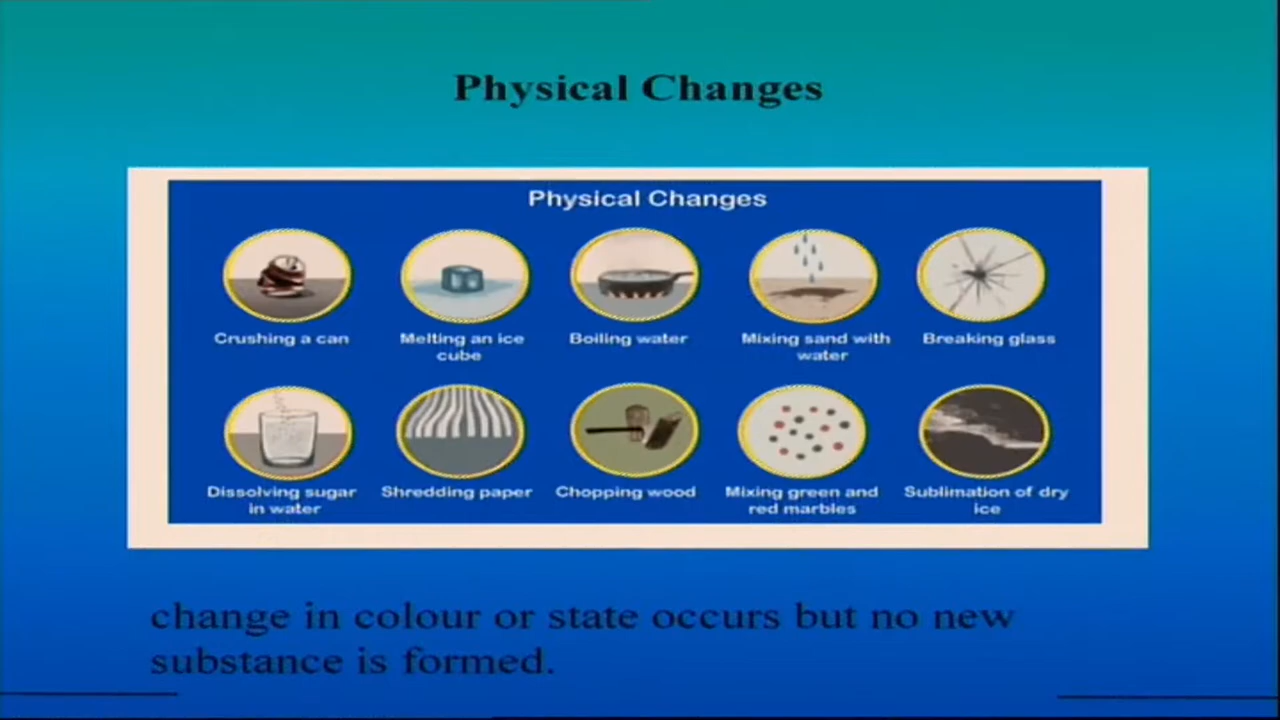 Physical Changes
Physical Changes
Crushing a can
Melting an ice
cube
Boiling water
Mixing sand with
water
Breaking glass
Dissolving sugar
in water
Shredding paper
Chopping wood
Mixing green and
red marbles
Sublimation of dry
ice
change in colour or state occurs but no new
substance is formed.